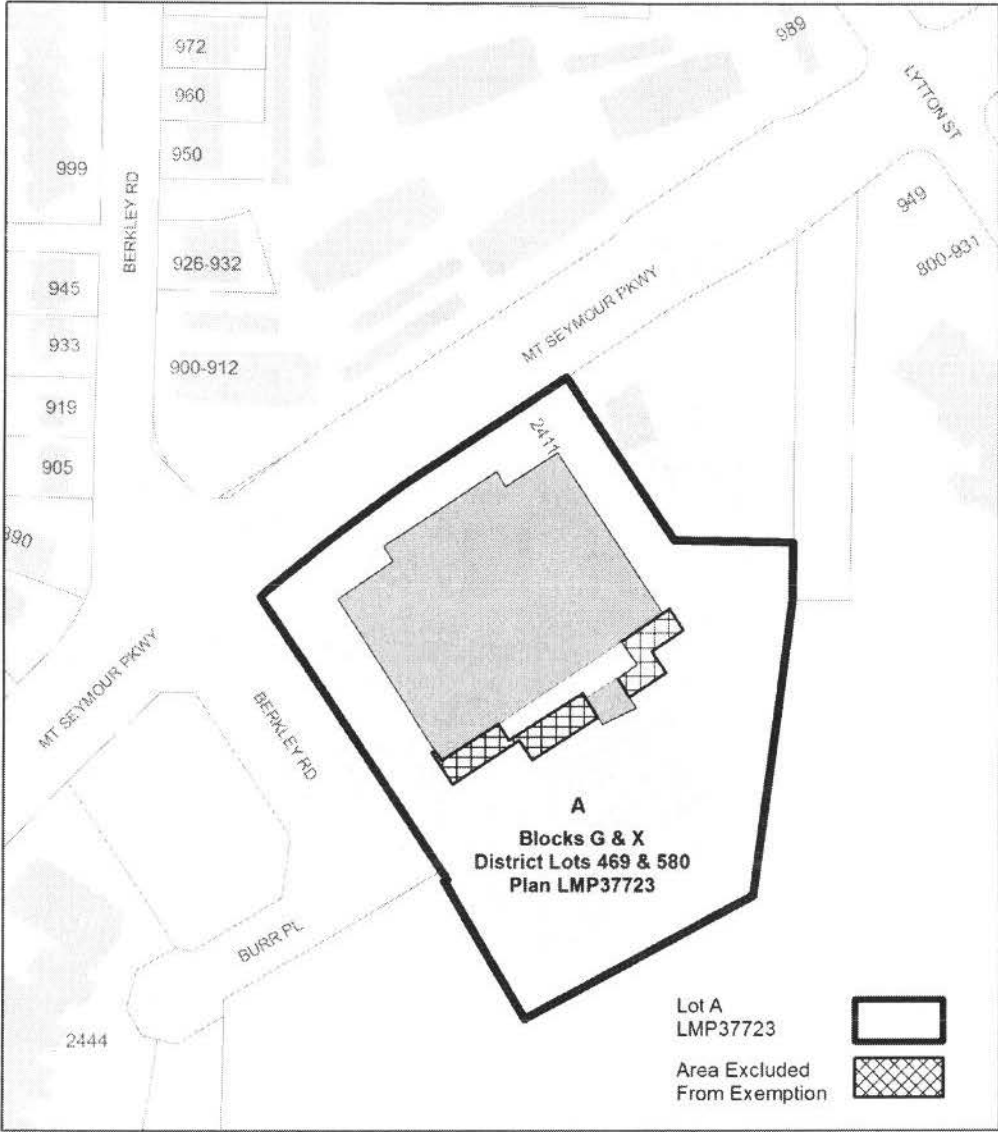 972
989
960
LYTTON ST
950
999
BERKLEY RD
949
926-932
800-931
945
933
MT SEYMOUR PKWY
900-912
919
2411
905
890
MT SEYMOUR PKWY
BERKLEY RD
A
Blocks G & X
District Lots 469 & 580
Plan LMP37723
BURR PL
2444
Lot A
LMP37723
Area Excluded
From Exemption